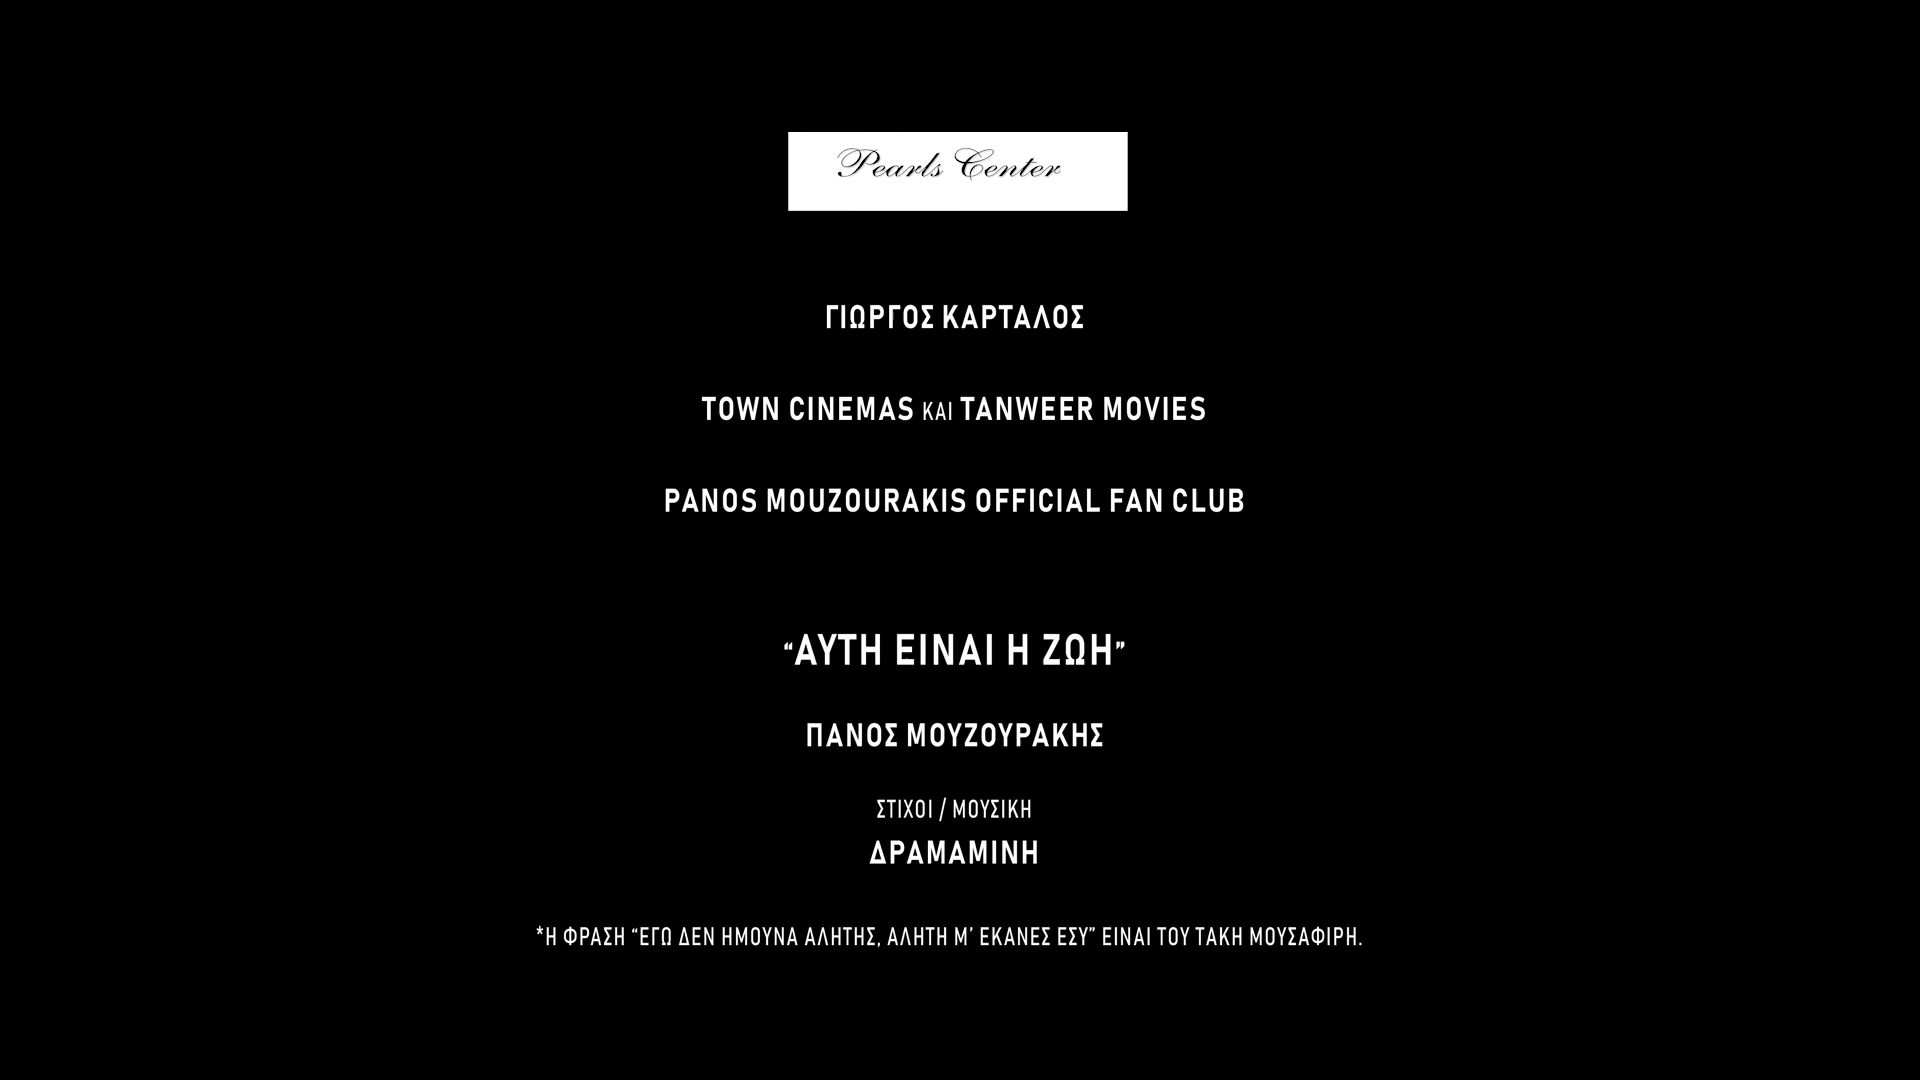 Pearls Center
ΓΙΩΡΓΟΣ ΚΑΡΤΑΛΟΣ
TOWN CINEMAS ΚΑΙ TANWEER MOVIES
PANOS MOUZOURAKIS OFFICIAL FAN CLUB
“ΑΥΤΗ ΕΙΝΑΙ Η ΖΩΗ”
ΠΑΝΟΣ ΜΟΥΖΟΥΡΑΚΗΣ
ΣΤΙΧΟΙ / ΜΟΥΣΙΚΗ
ΔΡΑΜΑΜΙΝΗ
*Η ΦΡΑΣΗ “ΕΓΩ ΔΕΝ ΗΜΟΥΝΑ ΑΛΗΤΗΣ, ΑΛΗΤΗ Μ’ ΕΚΑΝΕΣ ΕΣΥ” ΕΙΝΑΙ ΤΟΥ ΤΑΚΗ ΜΟΥΣΑΦΙΡΗ.